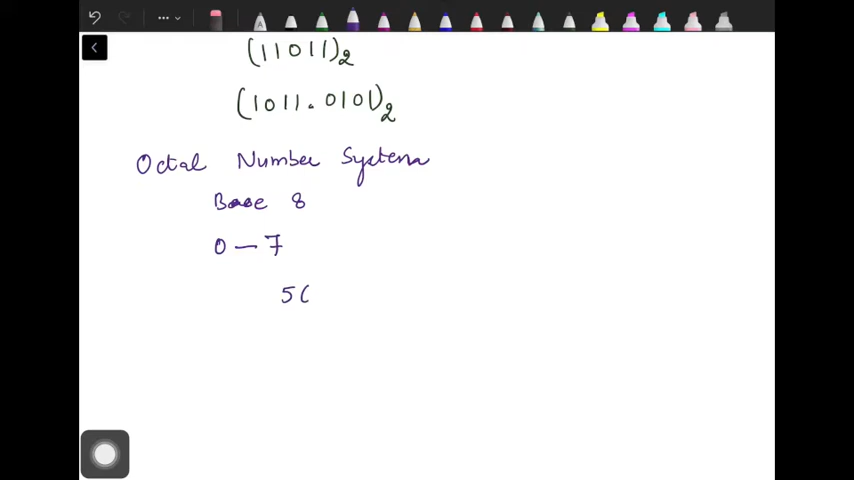 (11011)2
(1011.0101)2
Octal Number System
Base 8
0 — 7
5(